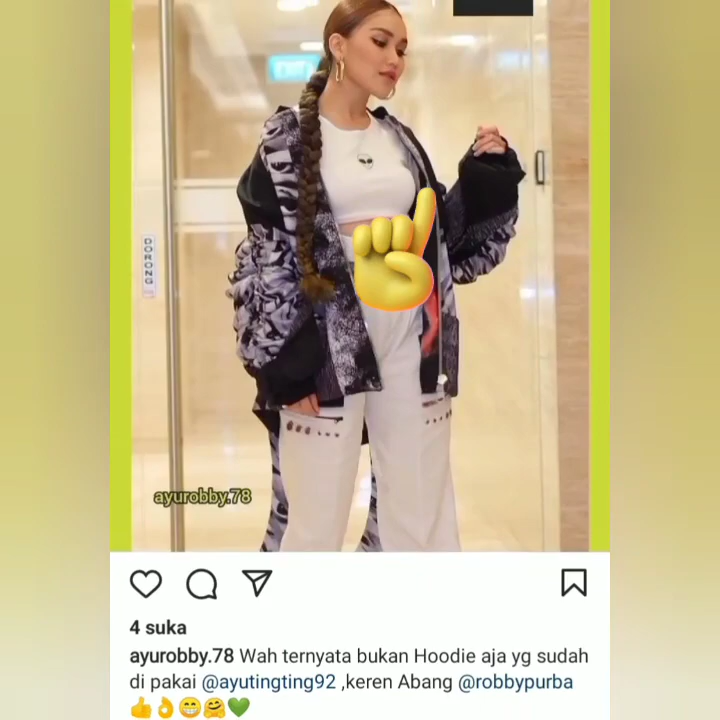 EXIT
DORONG
ayurobby.78
4 suka
ayurobby.78 Wah ternyata bukan Hoodie aja yg sudah
di pakai @ayutingting92 ,keren Abang @robbypurba
👍👌😁🤗💚